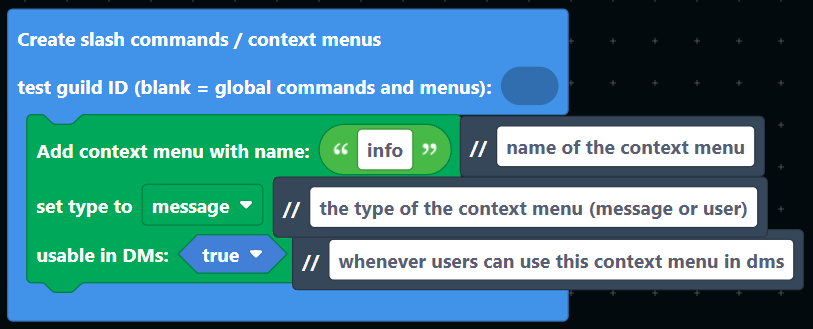 Create slash commands / context menus
test guild ID (blank = global commands and menus):
Add context menu with name: “ info ” // name of the context menu
set type to message // the type of the context menu (message or user)
usable in DMs: true // whenever users can use this context menu in dms